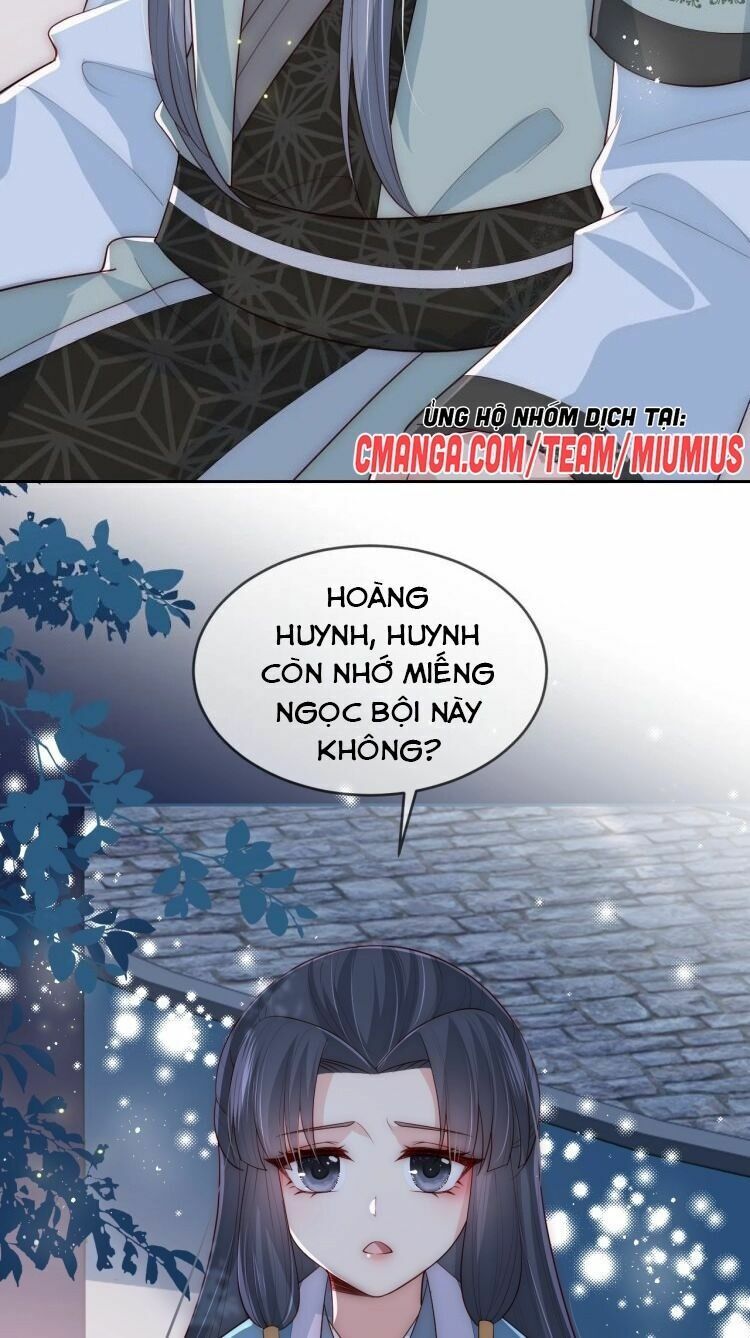 ỦNG HỘ NHÓM DỊCH TẠI:
CMANGA.COM/TEAM/MIUMIUS
HOÀNG
HUYNH, HUYNH
CÒN NHỚ MIẾNG
NGỌC BỘI NÀY
KHÔNG?